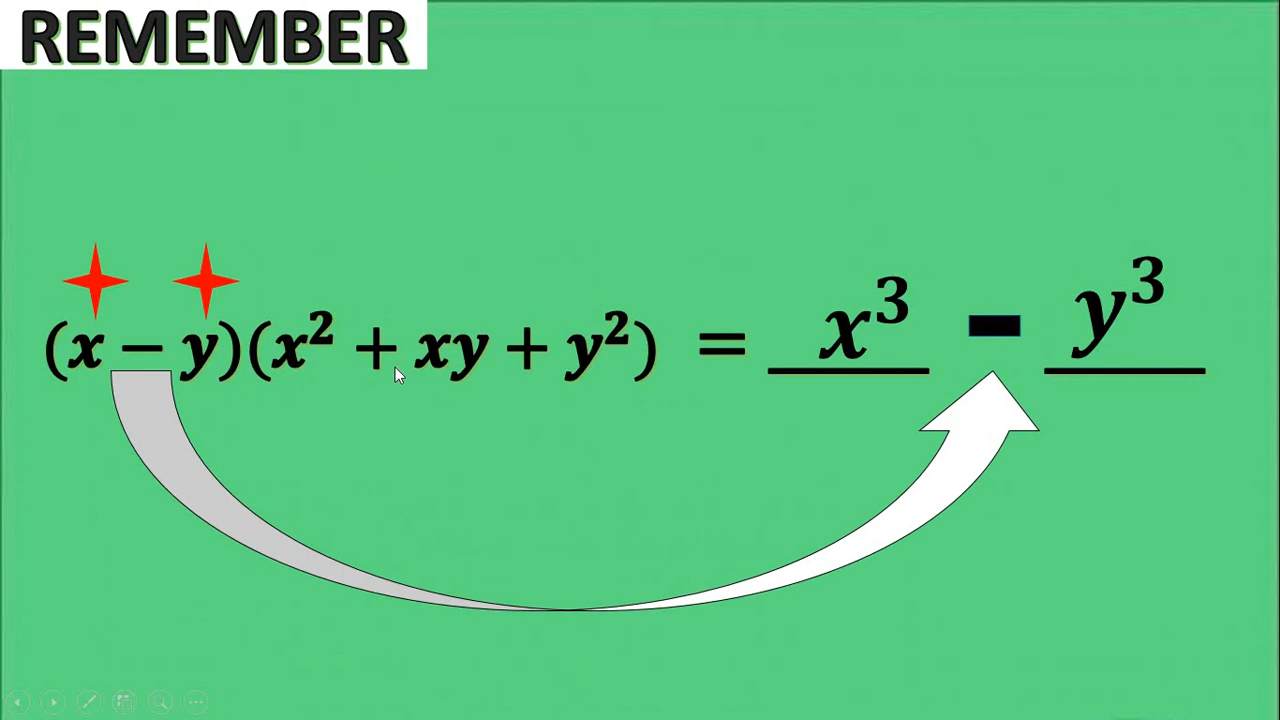 REMEMBER
(x − y)(x² + xy + y²) = x³ - y³